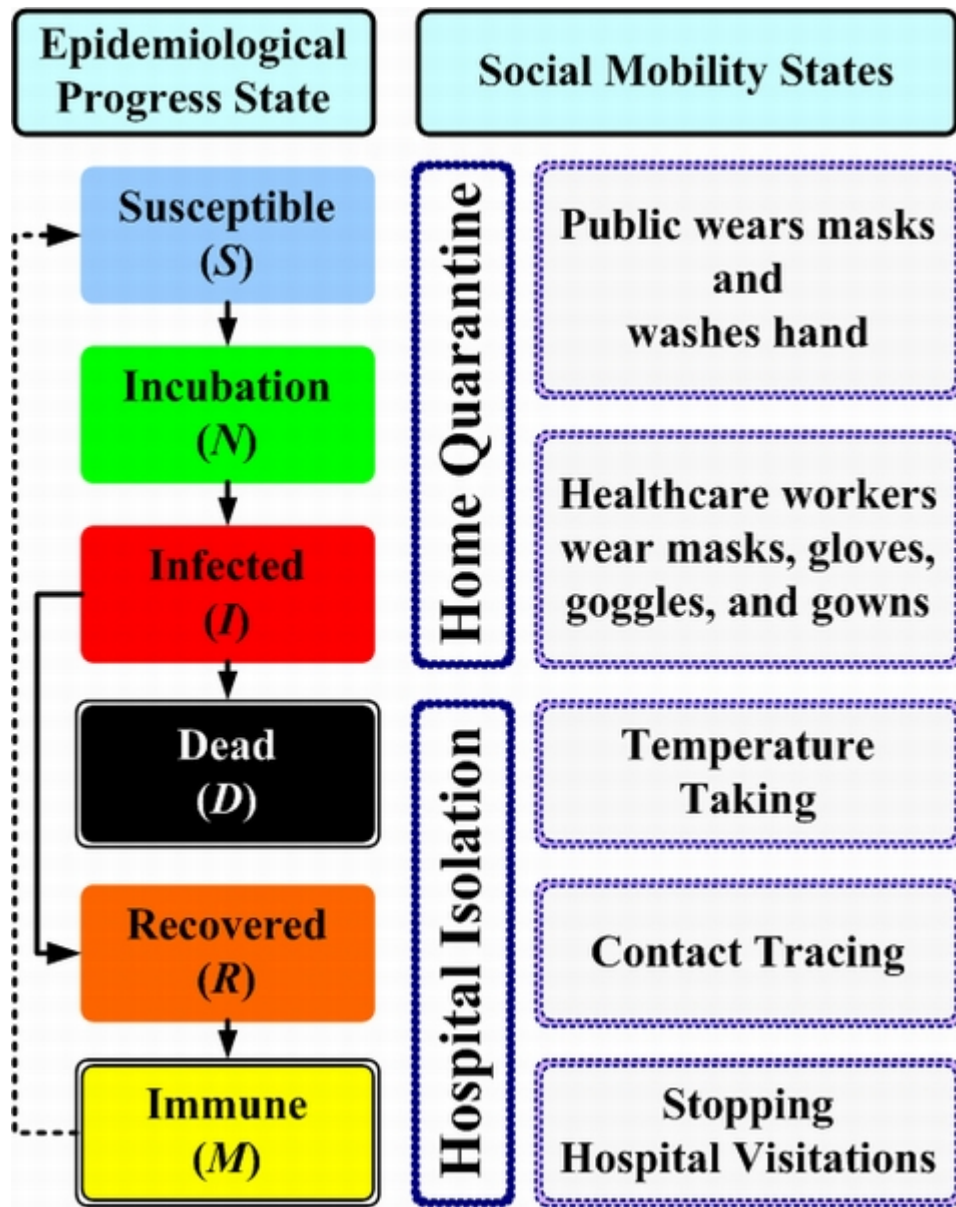 Epidemiological
Progress State
Social Mobility States
Susceptible
(S)
Incubation
(N)
Infected
(I)
Dead
(D)
Recovered
(R)
Immune
(M)
Home Quarantine
Hospital Isolation
Public wears masks
and
washes hand
Healthcare workers
wear masks, gloves,
goggles, and gowns
Temperature
Taking
Contact Tracing
Stopping
Hospital Visitations